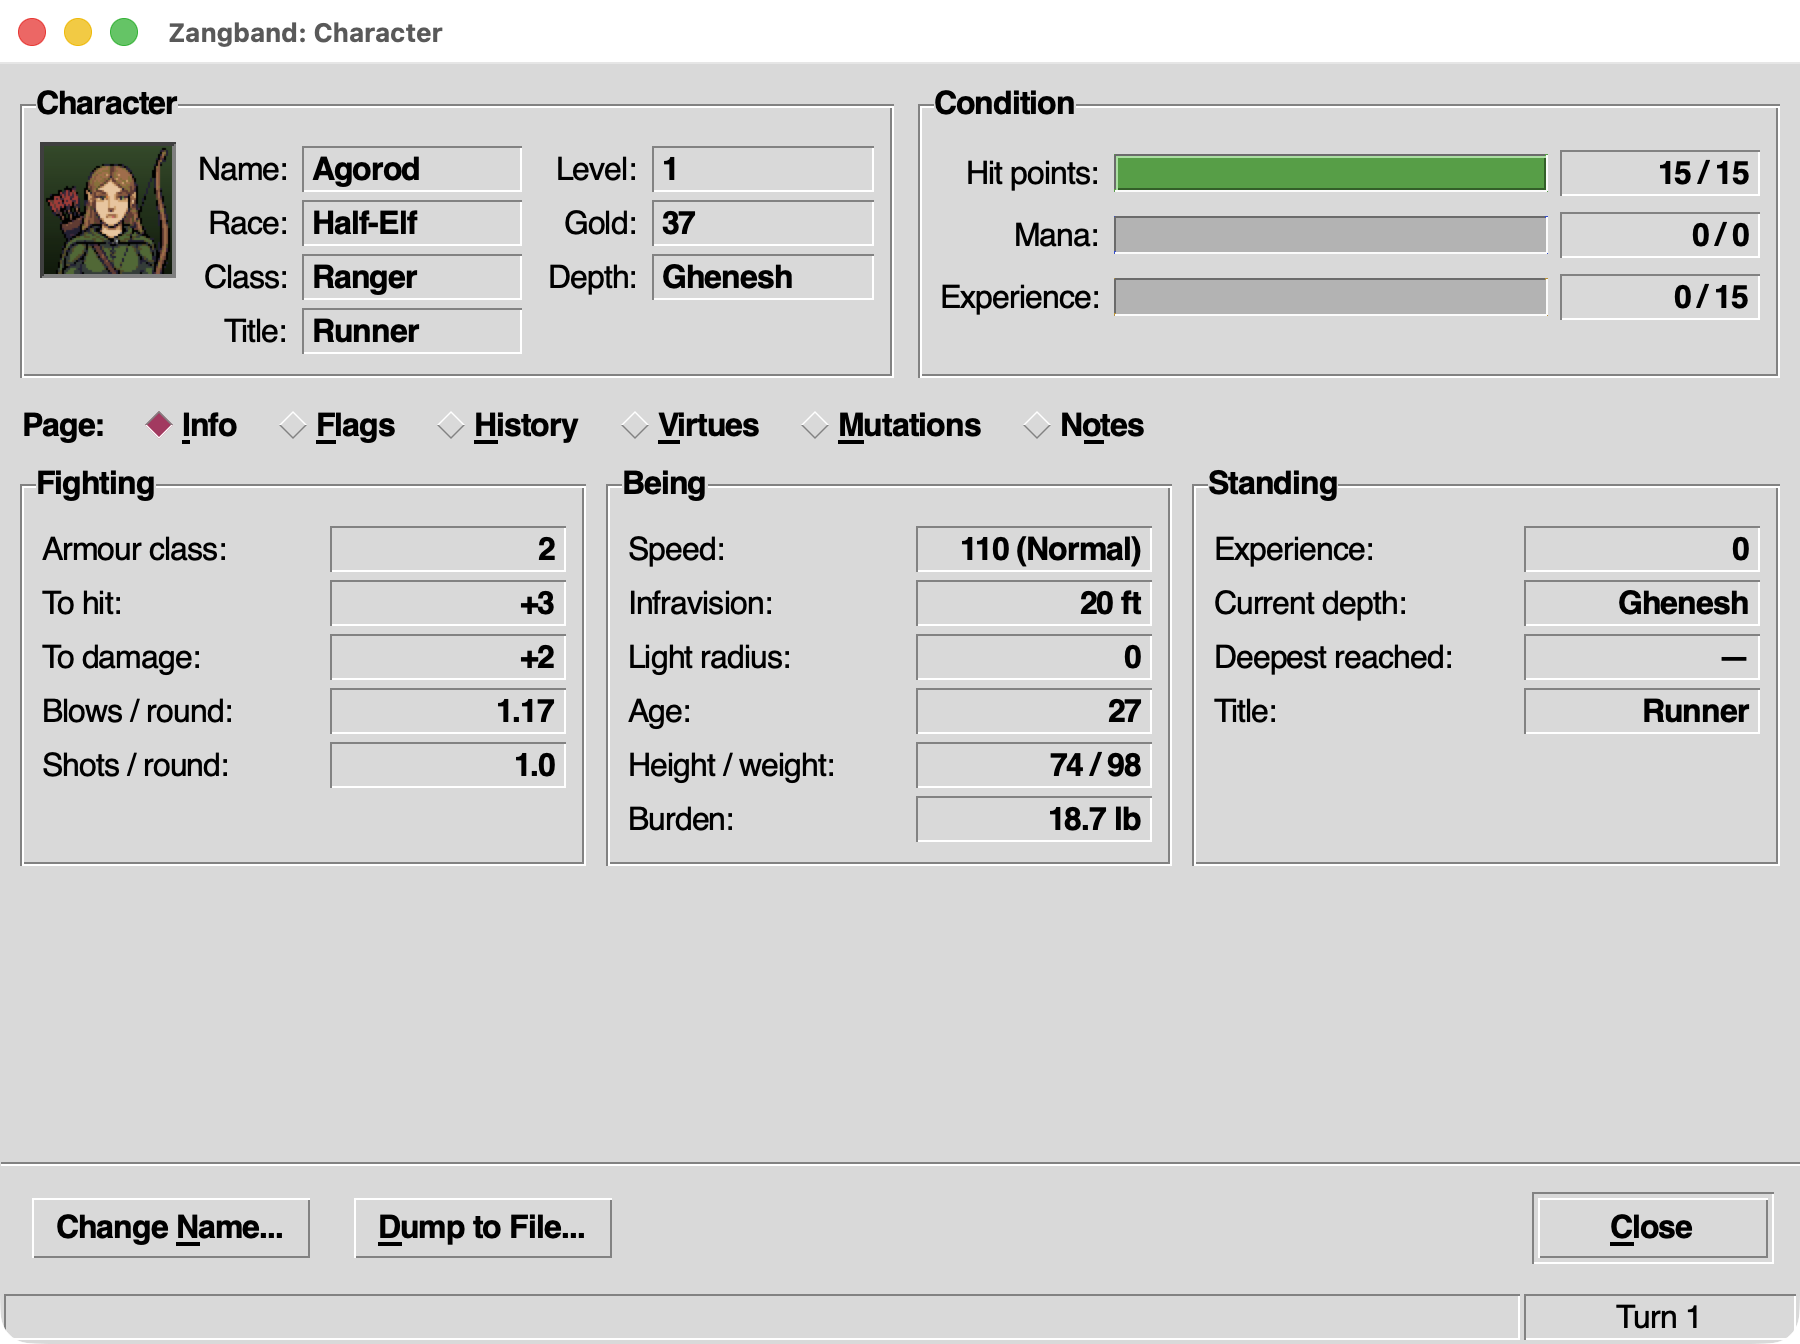 Zangband: Character
Character
Name: Agorod Level: 1
Race: Half-Elf Gold: 37
Class: Ranger Depth: Ghenesh
Title: Runner
Condition
Hit points: 15 / 15
Mana: 0 / 0
Experience: 0 / 15
Page: Info Flags History Virtues Mutations Notes
Fighting
Armour class: 2
To hit: +3
To damage: +2
Blows / round: 1.17
Shots / round: 1.0
Being
Speed: 110 (Normal)
Infravision: 20 ft
Light radius: 0
Age: 27
Height / weight: 74 / 98
Burden: 18.7 lb
Standing
Experience: 0
Current depth: Ghenesh
Deepest reached: —
Title: Runner
Change Name... Dump to File... Close
Turn 1